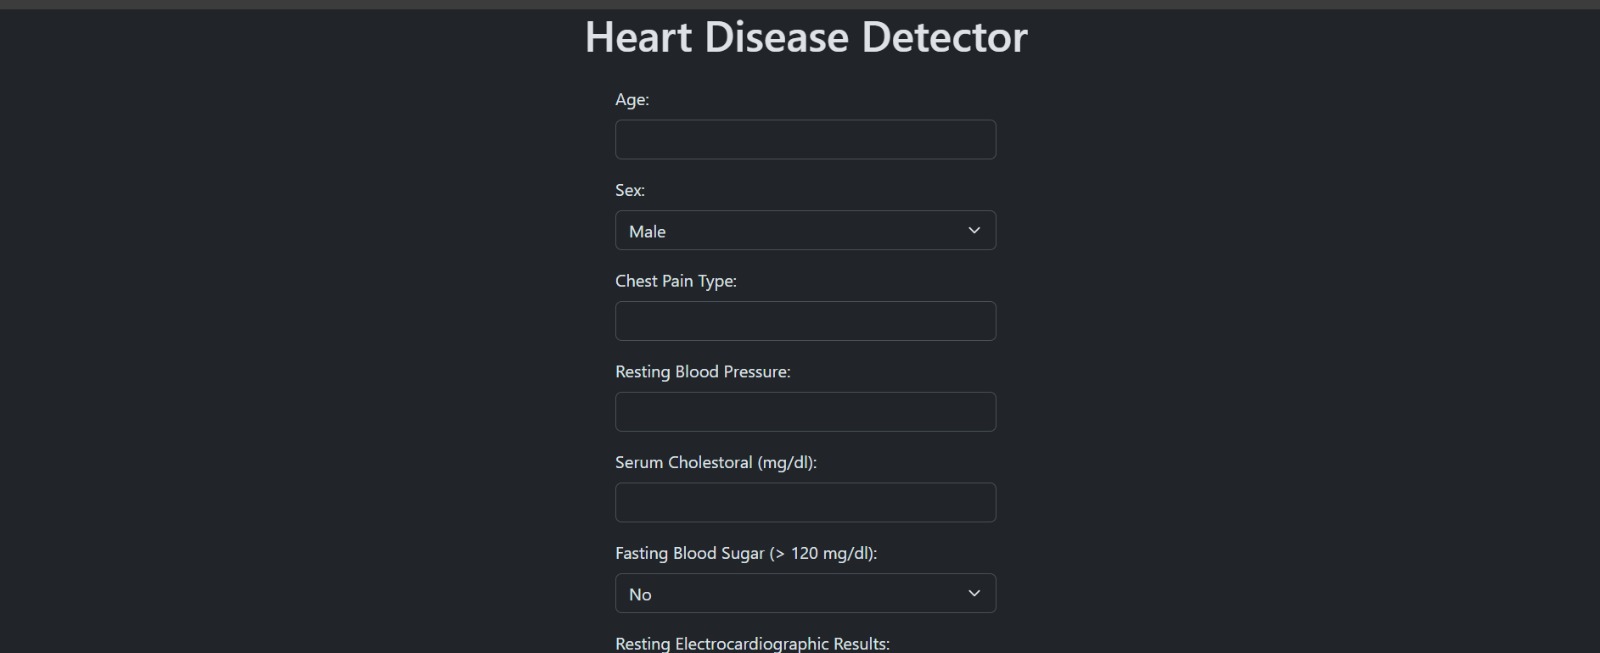 Heart Disease Detector
Age:
Sex:
Male
Chest Pain Type:
Resting Blood Pressure:
Serum Cholestoral (mg/dl):
Fasting Blood Sugar (> 120 mg/dl):
No
Resting Electrocardiographic Results: